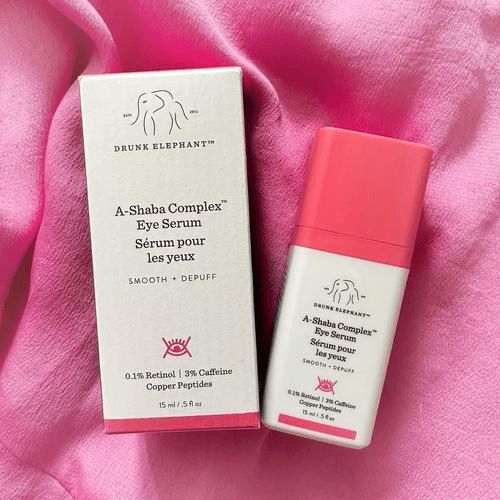 EST 2012
DRUNK ELEPHANT™
A-Shaba Complex™
Eye Serum
Sérum pour
les yeux
SMOOTH + DEPUFF
0.1% Retinol | 3% Caffeine
Copper Peptides
15 ml / .5 fl oz
DRUNK ELEPHANT™
A-Shaba Complex™
Eye Serum
Sérum pour
les yeux
SMOOTH + DEPUFF
0.1% Retinol | 3% Caffeine
Copper Peptides
15 ml / .5 fl oz